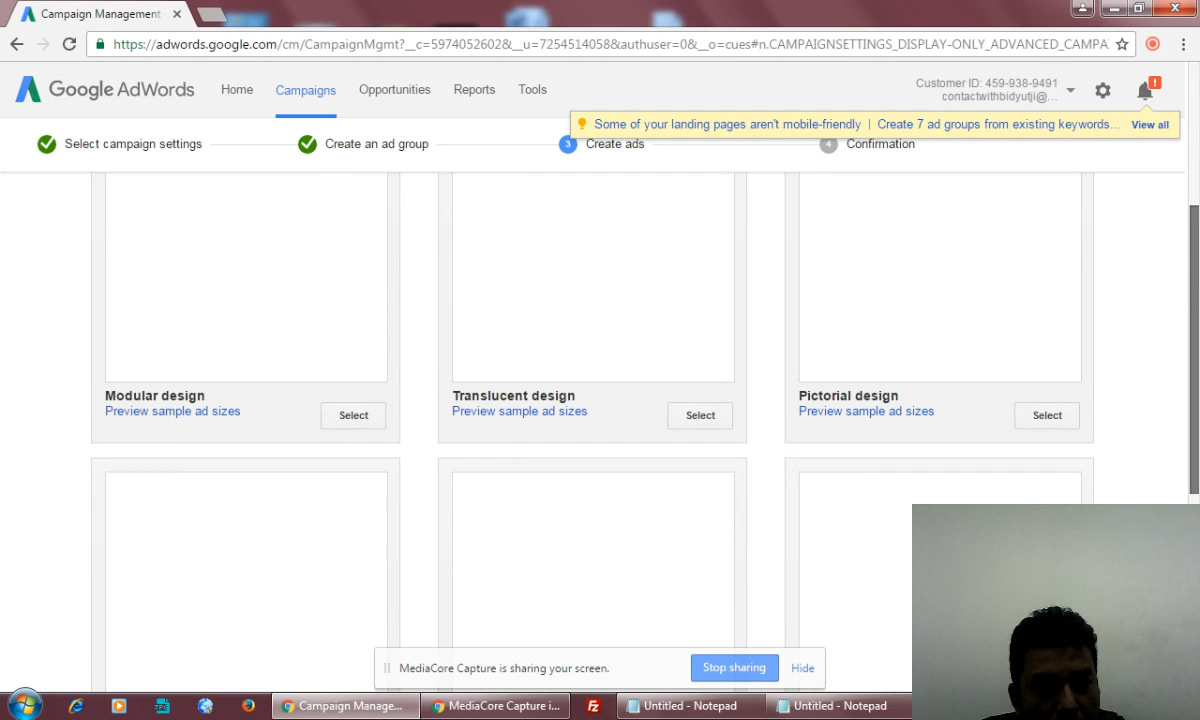 Campaign Management
https://adwords.google.com/cm/CampaignMgmt?__c=5974052602&__u=7254514058&authuser=0&__o=cues#n.CAMPAIGNSETTINGS_DISPLAY-ONLY_ADVANCED_CAMPA
Google AdWords
Home
Campaigns
Opportunities
Reports
Tools
Customer ID: 459-938-9491
contactwithbidyutji@...
Some of your landing pages aren't mobile-friendly | Create 7 ad groups from existing keywords... View all
Select campaign settings
Create an ad group
3 Create ads
4 Confirmation
Modular design
Preview sample ad sizes
Select
Translucent design
Preview sample ad sizes
Select
Pictorial design
Preview sample ad sizes
Select
MediaCore Capture is sharing your screen.
Stop sharing
Hide
Campaign Manage...
MediaCore Capture i...
Untitled - Notepad
Untitled - Notepad